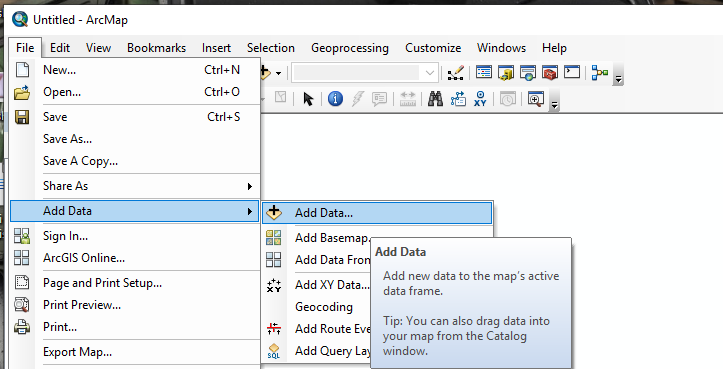 Untitled - ArcMap
File Edit View Bookmarks Insert Selection Geoprocessing Customize Windows Help
New... Ctrl+N
Open... Ctrl+O
Save Ctrl+S
Save As...
Save A Copy...
Share As
Add Data
Sign In...
ArcGIS Online...
Page and Print Setup...
Print Preview...
Print...
Export Map...
Add Data...
Add Basemap..
Add Data From
XY
Add XY Data...
Geocoding
Add Route Eve
SQL
Add Query Lay
Add Data
Add new data to the map's active
data frame.
Tip: You can also drag data into
your map from the Catalog
window.